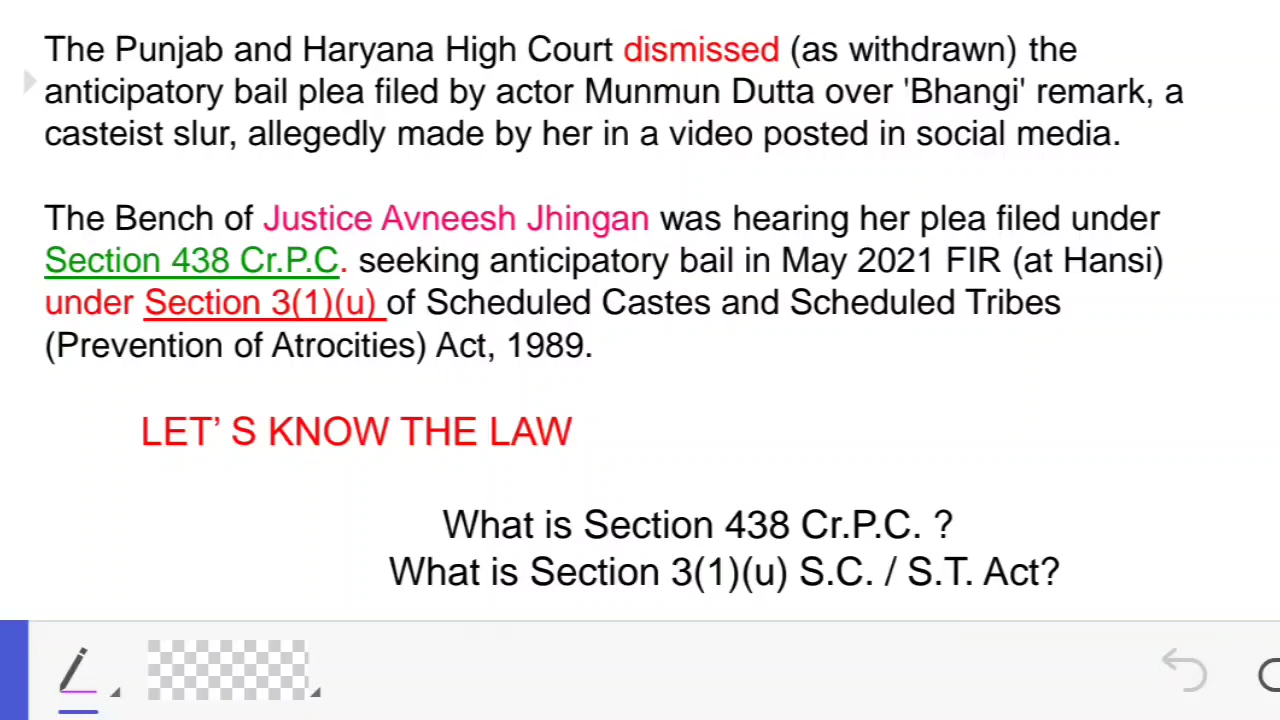 The Punjab and Haryana High Court dismissed (as withdrawn) the
anticipatory bail plea filed by actor Munmun Dutta over 'Bhangi' remark, a
casteist slur, allegedly made by her in a video posted in social media.
The Bench of Justice Avneesh Jhingan was hearing her plea filed under
Section 438 Cr.P.C. seeking anticipatory bail in May 2021 FIR (at Hansi)
under Section 3(1)(u) of Scheduled Castes and Scheduled Tribes
(Prevention of Atrocities) Act, 1989.
LET’ S KNOW THE LAW
What is Section 438 Cr.P.C. ?
What is Section 3(1)(u) S.C. / S.T. Act?